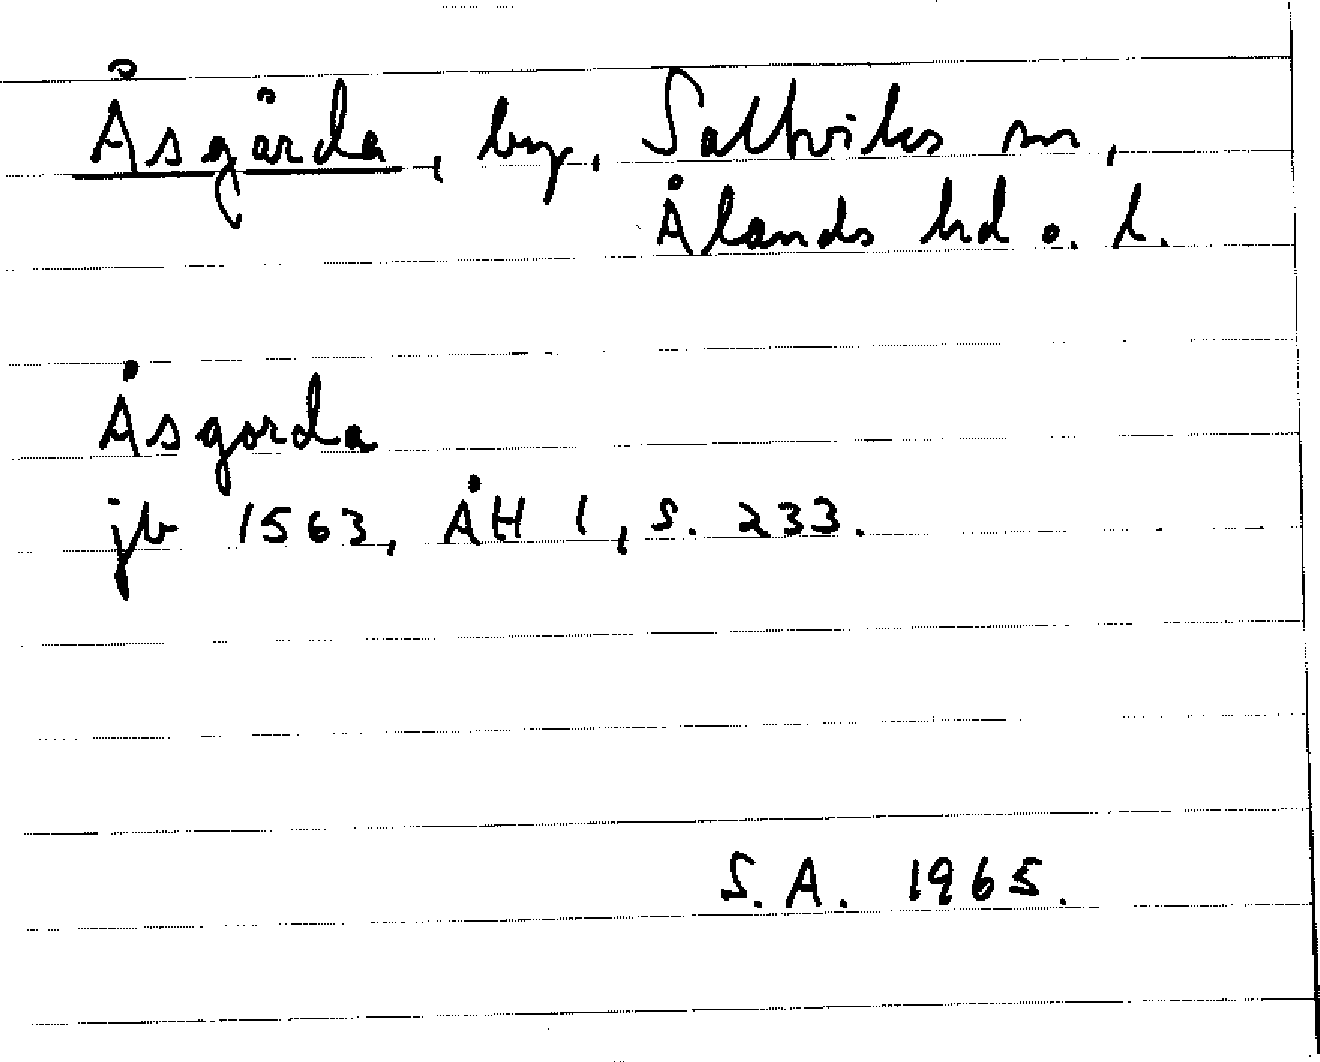 Åsgårda, by, Saltviks sn,
Ålands hd o. l.
Åsgorda
jb 1563, ÅH 1, s. 233.
S.A. 1965.